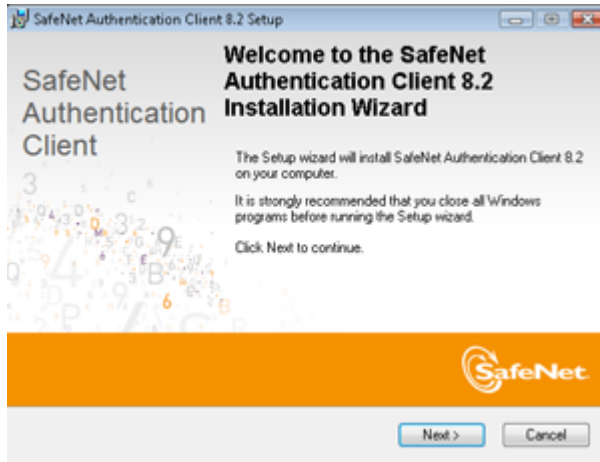 SafeNet Authentication Client 8.2 Setup
SafeNet
Authentication
Client
Welcome to the SafeNet
Authentication Client 8.2
Installation Wizard
The Setup wizard will install SafeNet Authentication Client 8.2
on your computer.
It is strongly recommended that you close all Windows
programs before running the Setup wizard.
Click Next to continue.
SafeNet.
Next >
Cancel